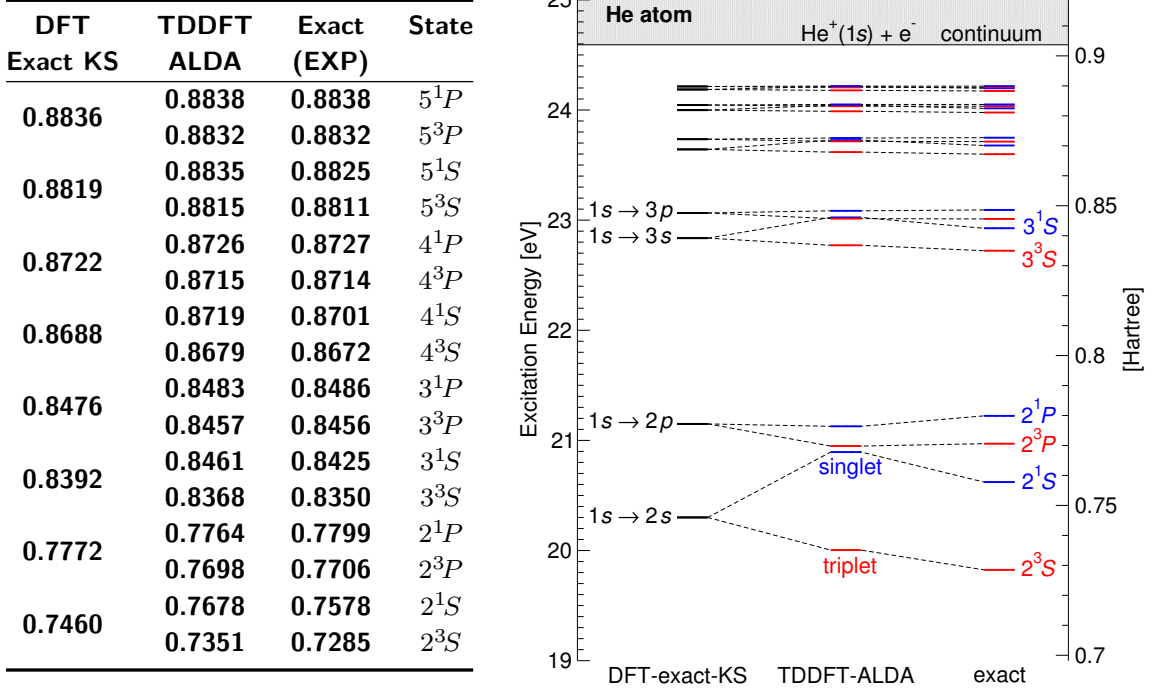 DFT TDDFT Exact State
Exact KS ALDA (EXP)
0.8836 0.8838 0.8838 5¹P
0.8832 0.8832 5³P
0.8819 0.8835 0.8825 5¹S
0.8815 0.8811 5³S
0.8722 0.8726 0.8727 4¹P
0.8715 0.8714 4³P
0.8688 0.8719 0.8701 4¹S
0.8679 0.8672 4³S
0.8476 0.8483 0.8486 3¹P
0.8457 0.8456 3³P
0.8392 0.8461 0.8425 3¹S
0.8368 0.8350 3³S
0.7772 0.7764 0.7799 2¹P
0.7698 0.7706 2³P
0.7460 0.7678 0.7578 2¹S
0.7351 0.7285 2³S
25
He atom
He⁺(1s) + e⁻ continuum
0.9
24
1s → 3p
23
1s → 3s
3¹S
3³S
0.85
22
0.8
Excitation Energy [eV]
[Hartree]
1s → 2p
21
2¹P
2³P
singlet
2¹S
0.75
1s → 2s
20
triplet
2³S
19
0.7
DFT-exact-KS TDDFT-ALDA exact